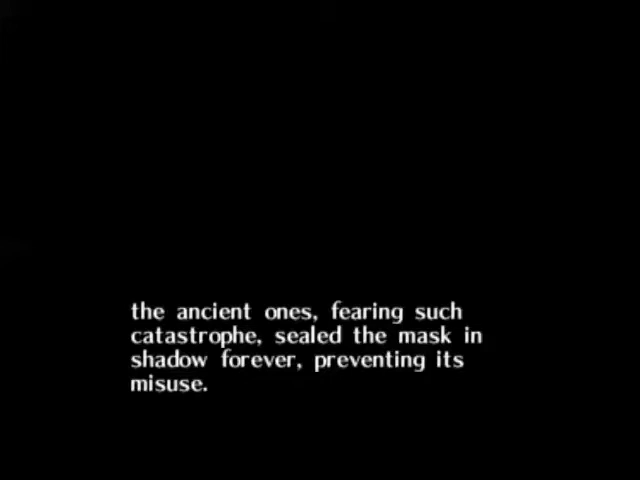 the ancient ones, fearing such
catastrophe, sealed the mask in
shadow forever, preventing its
misuse.